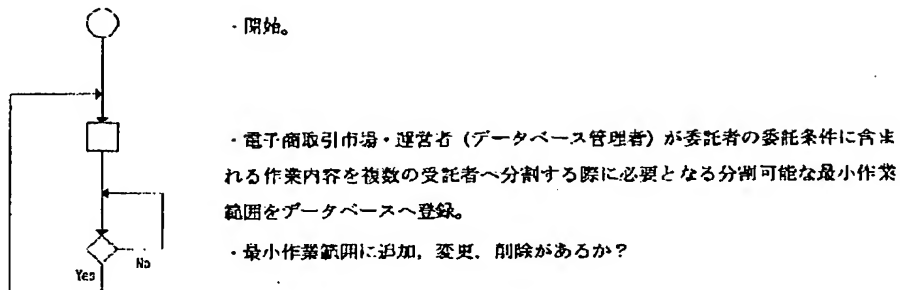 ・開始。
・電子商取引市場・運営者（データベース管理者）が委託者の委託条件に含ま
れる作業内容を複数の受託者へ分割する際に必要となる分割可能な最小作業
範囲をデータベースへ登録。
・最小作業範囲に追加，変更，削除があるか？
No
Yes